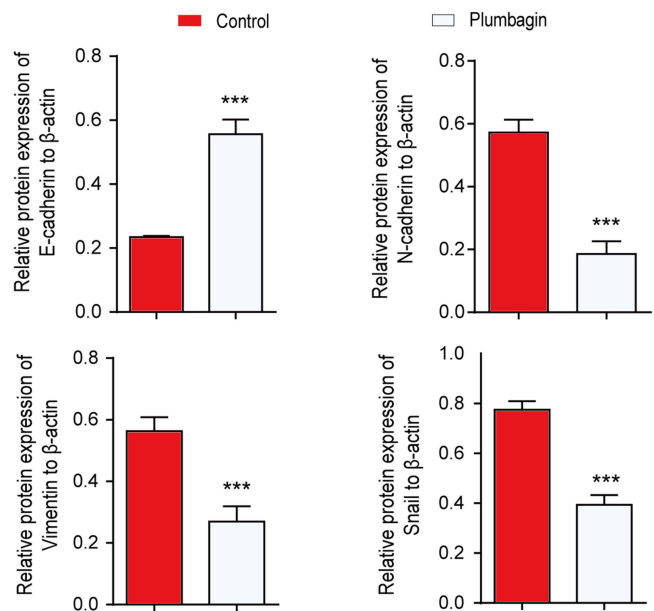 Control
Plumbagin
Relative protein expression of
E-cadherin to β-actin
0.8
0.6
0.4
0.2
0.0
***
Relative protein expression of
N-cadherin to β-actin
0.8
0.6
0.4
0.2
0.0
***
Relative protein expression of
Vimentin to β-actin
0.8
0.6
0.4
0.2
0.0
***
Relative protein expression of
Snail to β-actin
1.0
0.8
0.6
0.4
0.2
0.0
***